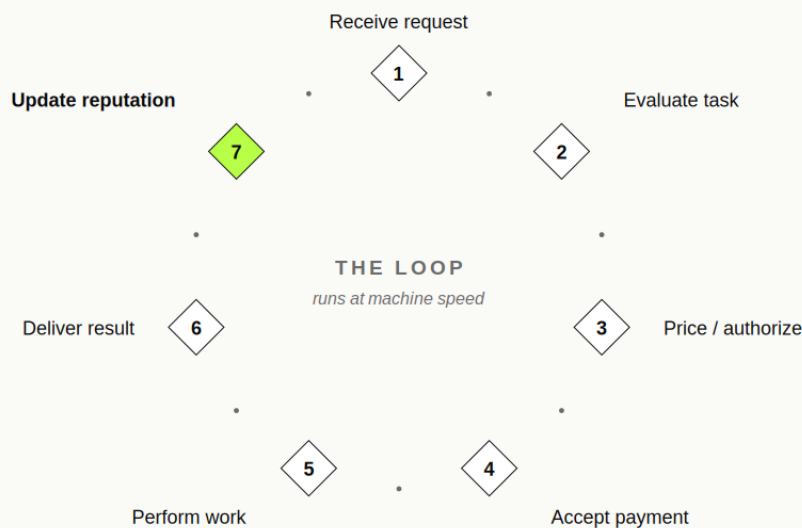 Receive request
1
Update reputation
Evaluate task
7
2
THE LOOP
runs at machine speed
Deliver result
6
3
Price / authorize
5
4
Perform work
Accept payment